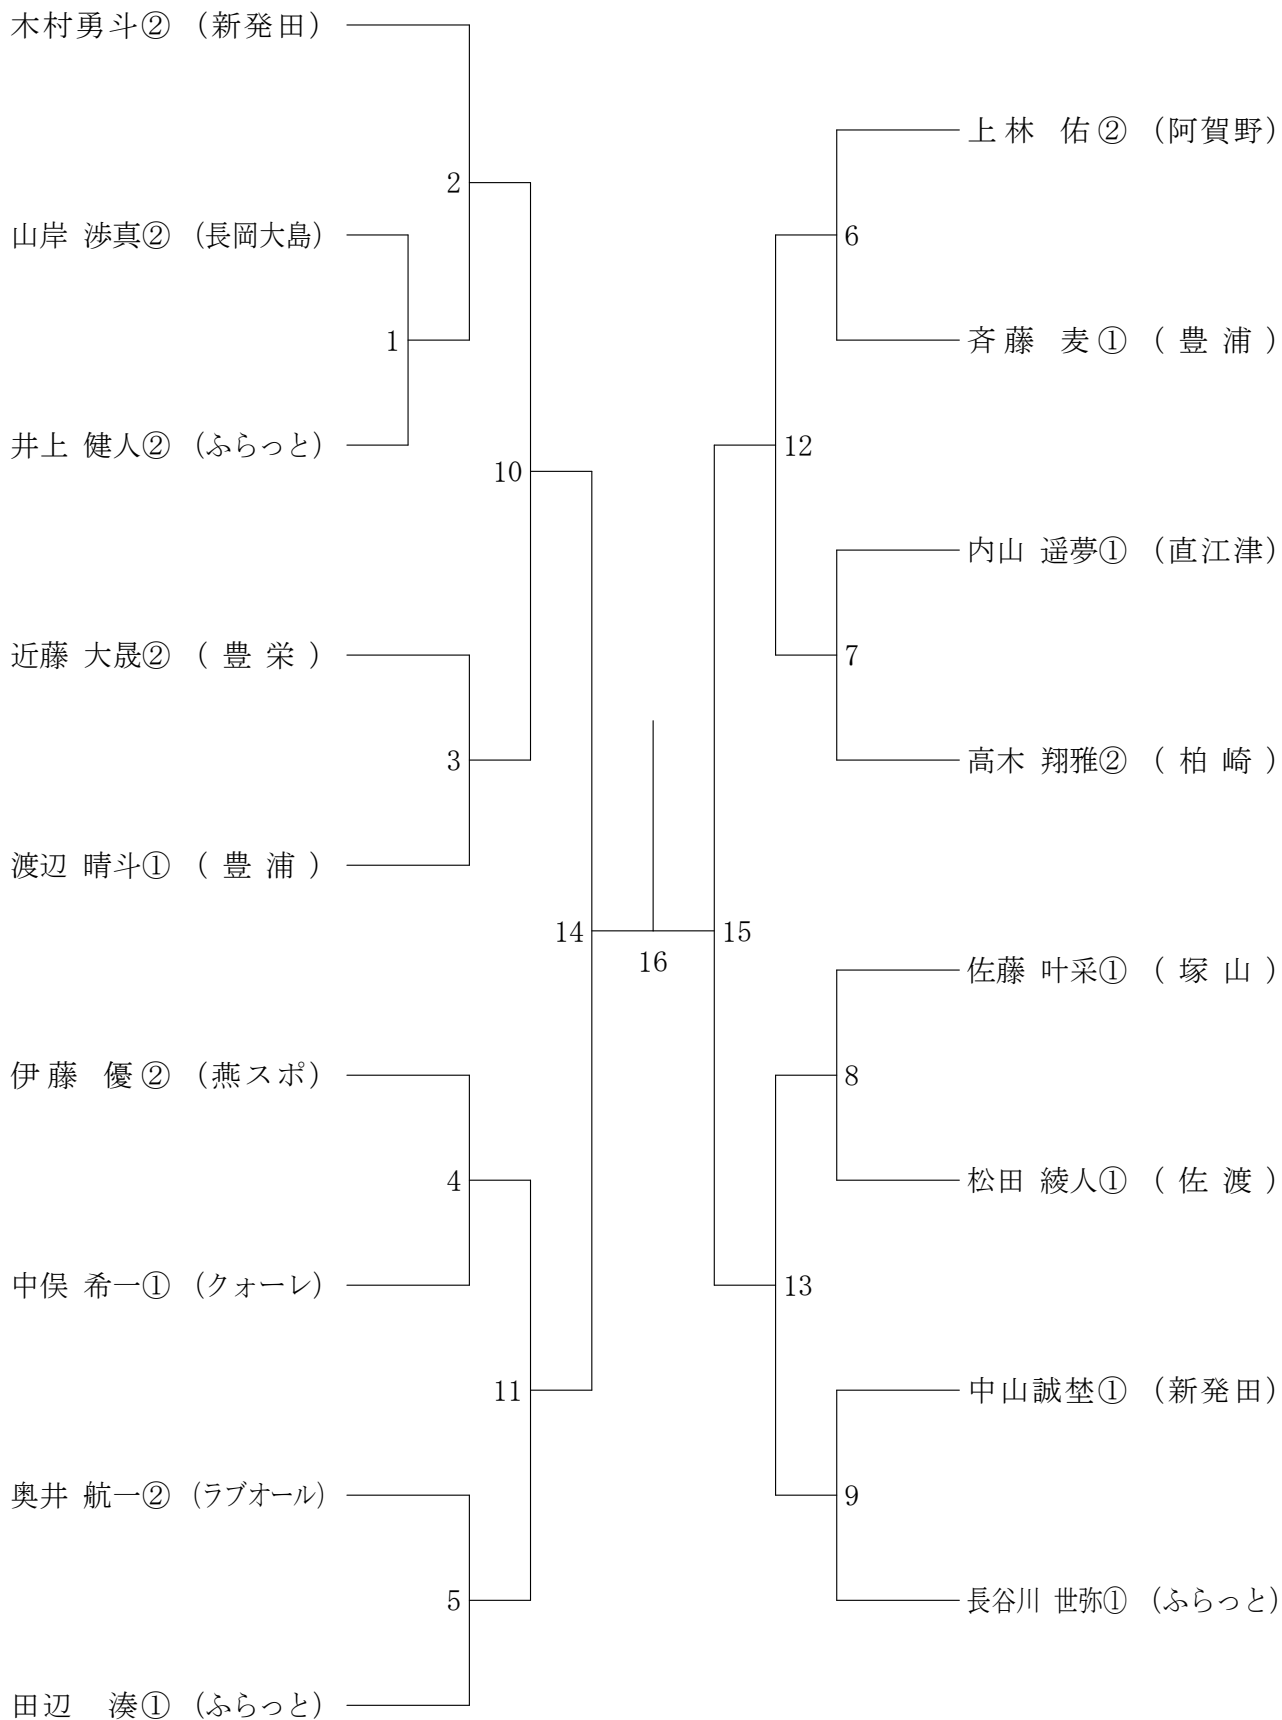 木村勇斗② (新発田)
2
山岸 渉真② (長岡大島)
1
井上 健人② (ふらっと)
10
近藤 大晟② (豊栄)
3
渡辺 晴斗① (豊浦)
14
16
伊藤 優② (燕スポ)
4
中俣 希一① (クォーレ)
11
奥井 航一② (ラブオール)
5
田辺 湊① (ふらっと)
上林 佑② (阿賀野)
6
斉藤 麦① (豊浦)
12
内山 遥夢① (直江津)
7
高木 翔雅② (柏崎)
15
佐藤 叶采① (塚山)
8
松田 綾人① (佐渡)
13
中山誠埜① (新発田)
9
長谷川 世弥① (ふらっと)